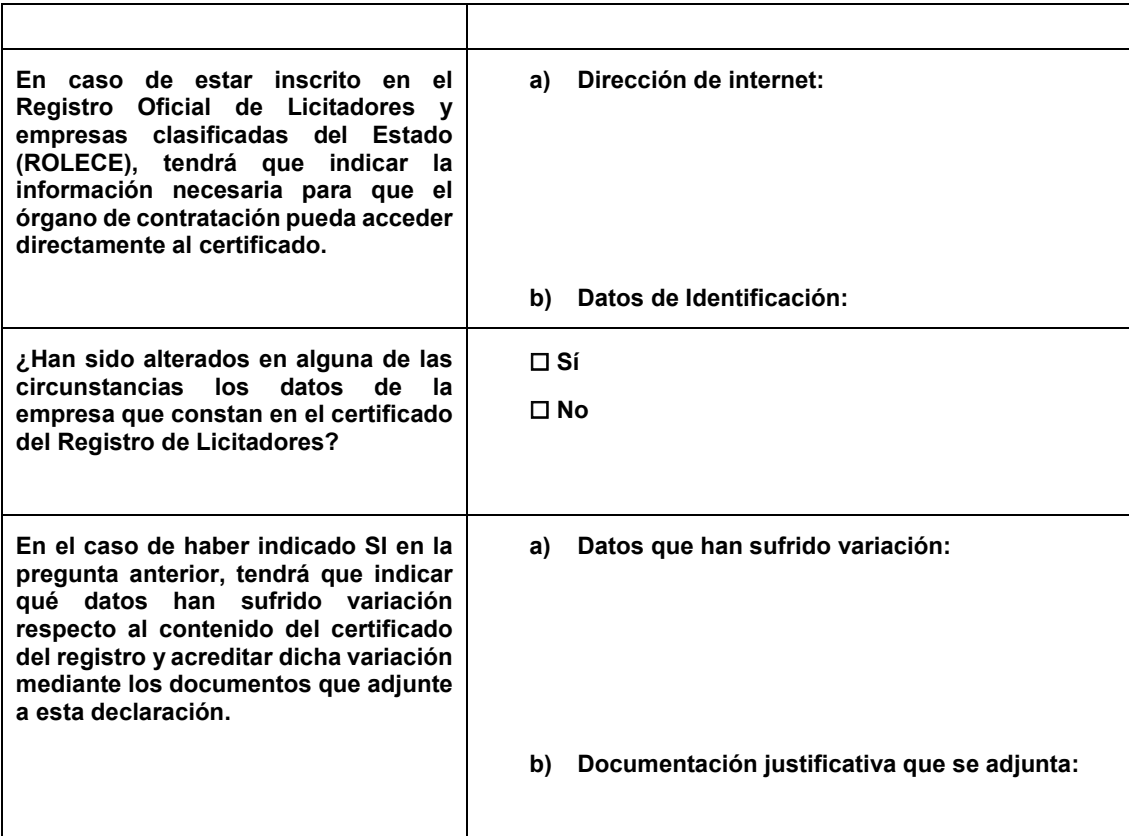 En caso de estar inscrito en el
Registro Oficial de Licitadores y
empresas clasificadas del Estado
(ROLECE), tendrá que indicar la
información necesaria para que el
órgano de contratación pueda acceder
directamente al certificado.
a) Dirección de internet:
b) Datos de Identificación:
¿Han sido alterados en alguna de las
circunstancias los datos de la
empresa que constan en el certificado
del Registro de Licitadores?
☐ Sí
☐ No
En el caso de haber indicado SI en la
pregunta anterior, tendrá que indicar
qué datos han sufrido variación
respecto al contenido del certificado
del registro y acreditar dicha variación
mediante los documentos que adjunte
a esta declaración.
a) Datos que han sufrido variación:
b) Documentación justificativa que se adjunta: